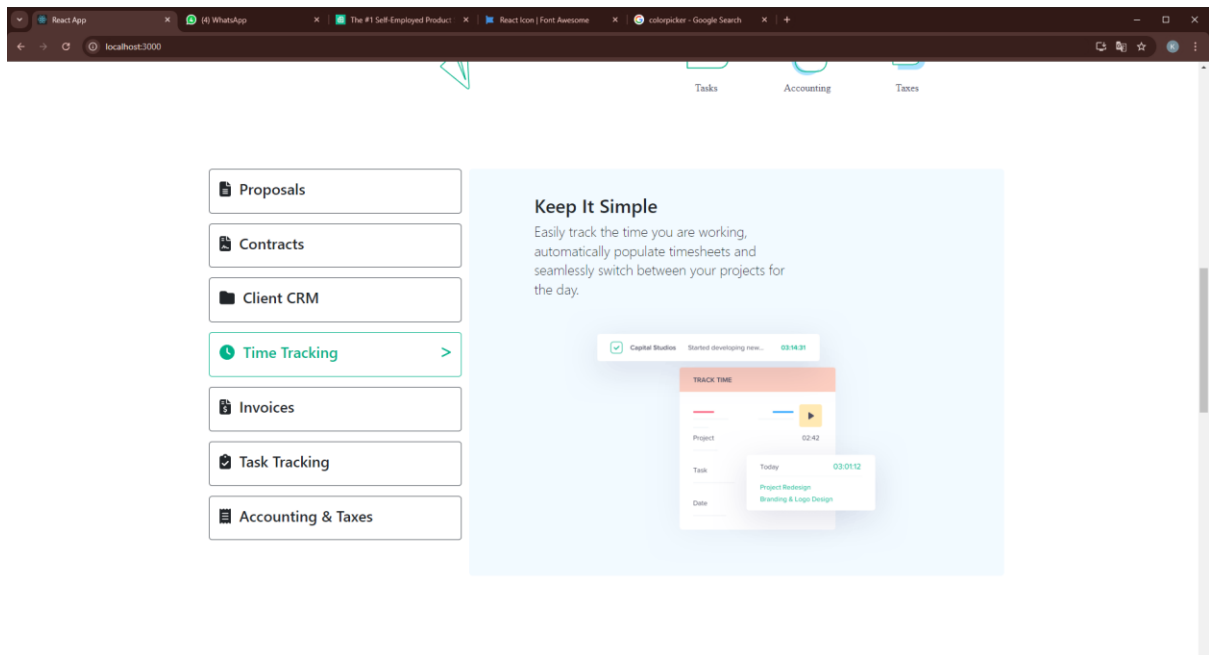 React App
(4) WhatsApp
The #1 Self-Employed Product
React Icon | Font Awesome
colorpicker - Google Search
localhost:3000
K
Tasks
Accounting
Taxes
Proposals
Contracts
Client CRM
Time Tracking >
Invoices
Task Tracking
Accounting & Taxes
Keep It Simple
Easily track the time you are working,
automatically populate timesheets and
seamlessly switch between your projects for
the day.
Capital Studios Started developing new... 03:14:31
TRACK TIME
Project 02:42
Task
Date
Today 03:01:12
Project Redesign
Branding & Logo Design